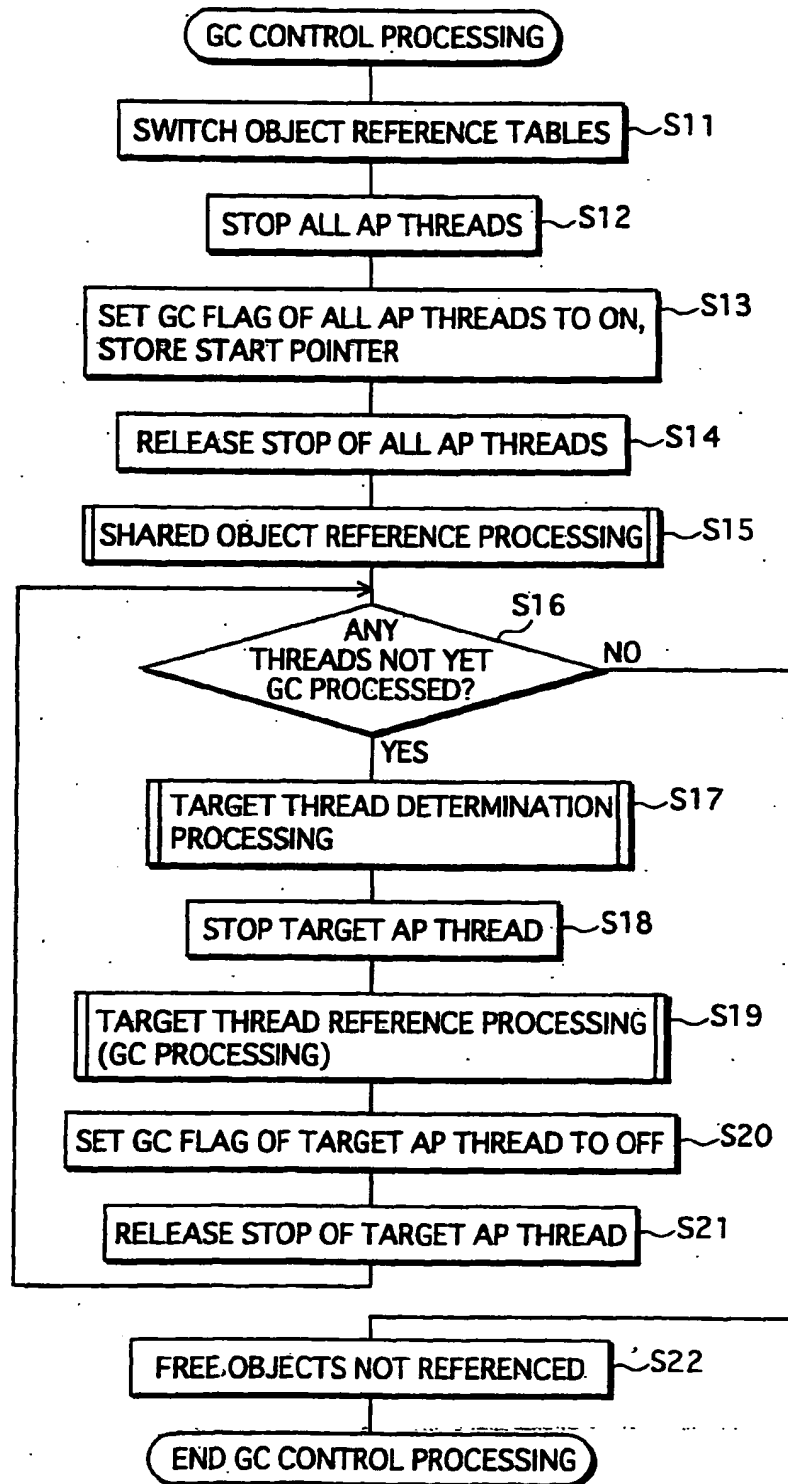 GC CONTROL PROCESSING
SWITCH OBJECT REFERENCE TABLES
S11
STOP ALL AP THREADS
S12
SET GC FLAG OF ALL AP THREADS TO ON,
STORE START POINTER
S13
RELEASE STOP OF ALL AP THREADS
S14
SHARED OBJECT REFERENCE PROCESSING
S15
S16
ANY
THREADS NOT YET
GC PROCESSED?
NO
YES
TARGET THREAD DETERMINATION
PROCESSING
S17
STOP TARGET AP THREAD
S18
TARGET THREAD REFERENCE PROCESSING
(GC PROCESSING)
S19
SET GC FLAG OF TARGET AP THREAD TO OFF
S20
RELEASE STOP OF TARGET AP THREAD
S21
FREE OBJECTS NOT REFERENCED
S22
END GC CONTROL PROCESSING